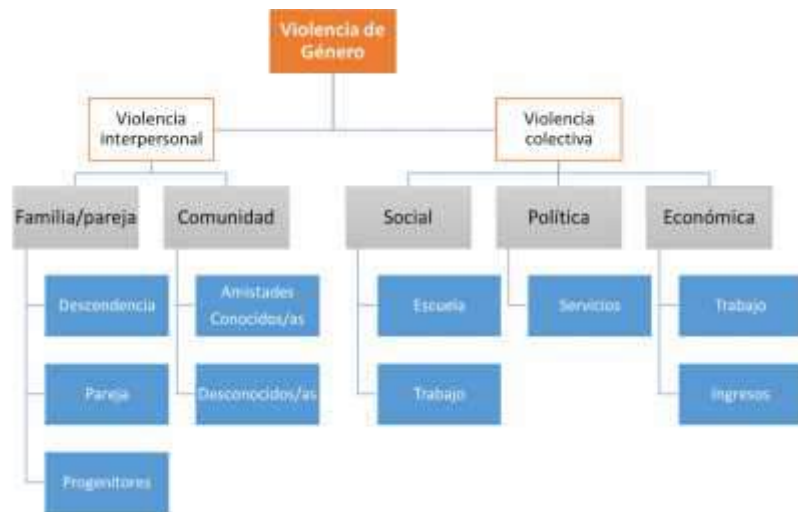 Violencia de
Género
Violencia
interpersonal
Violencia
colectiva
Familia/pareja
Comunidad
Social
Política
Económica
Descendencia
Amistades
Conocidos/as
Escuela
Servicios
Trabajo
Pareja
Desconocidos/as
Trabajo
Ingresos
Progenitores